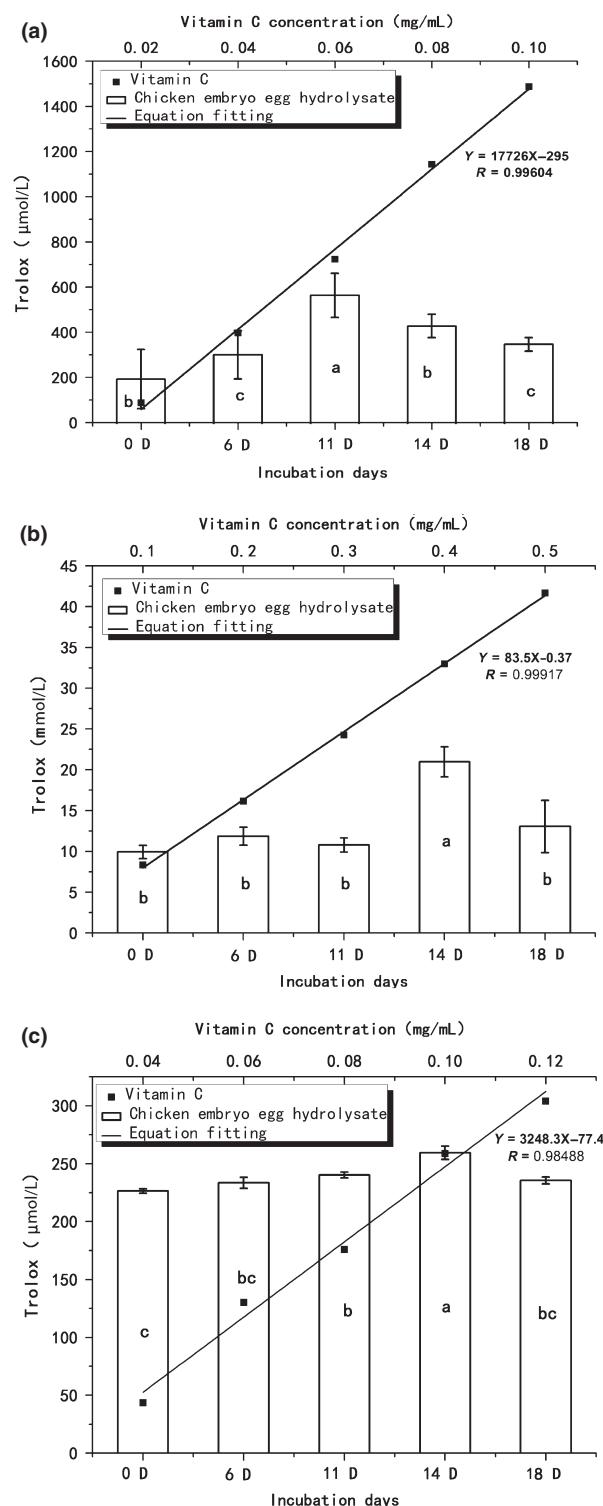 (a)
Vitamin C concentration (mg/mL)
0.02 0.04 0.06 0.08 0.10
1600
1400
1200
1000
800
600
400
200
0
Trolox ( μmol/L)
Vitamin C
Chicken embryo egg hydrolysate
Equation fitting
Y = 17726X–295
R = 0.99604
b c a b c
0 D 6 D 11 D 14 D 18 D
Incubation days
(b)
Vitamin C concentration (mg/mL)
0.1 0.2 0.3 0.4 0.5
45
40
35
30
25
20
15
10
5
0
Trolox (mmol/L)
Vitamin C
Chicken embryo egg hydrolysate
Equation fitting
Y = 83.5X-0.37
R = 0.99917
b b b a b
0 D 6 D 11 D 14 D 18 D
Incubation days
(c)
Vitamin C concentration (mg/mL)
0.04 0.06 0.08 0.10 0.12
300
250
200
150
100
50
0
Trolox ( μmol/L)
Vitamin C
Chicken embryo egg hydrolysate
Equation fitting
Y = 3248.3X–77.4
R = 0.98488
c bc b a bc
0 D 6 D 11 D 14 D 18 D
Incubation days